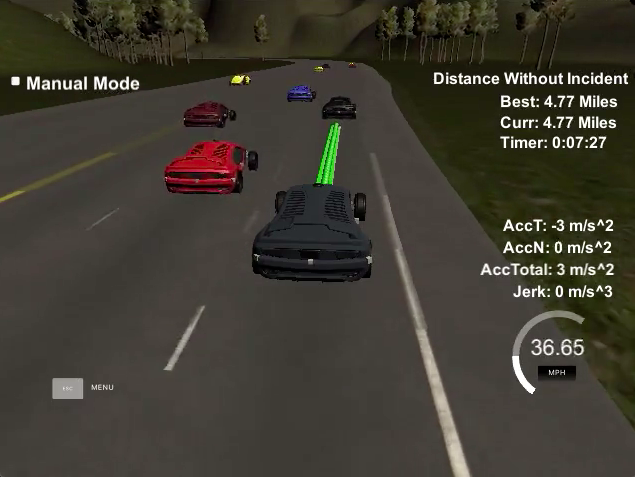 Manual Mode
Distance Without Incident
Best: 4.77 Miles
Curr: 4.77 Miles
Timer: 0:07:27
AccT: -3 m/s^2
AccN: 0 m/s^2
AccTotal: 3 m/s^2
Jerk: 0 m/s^3
36.65
MPH
ESC MENU